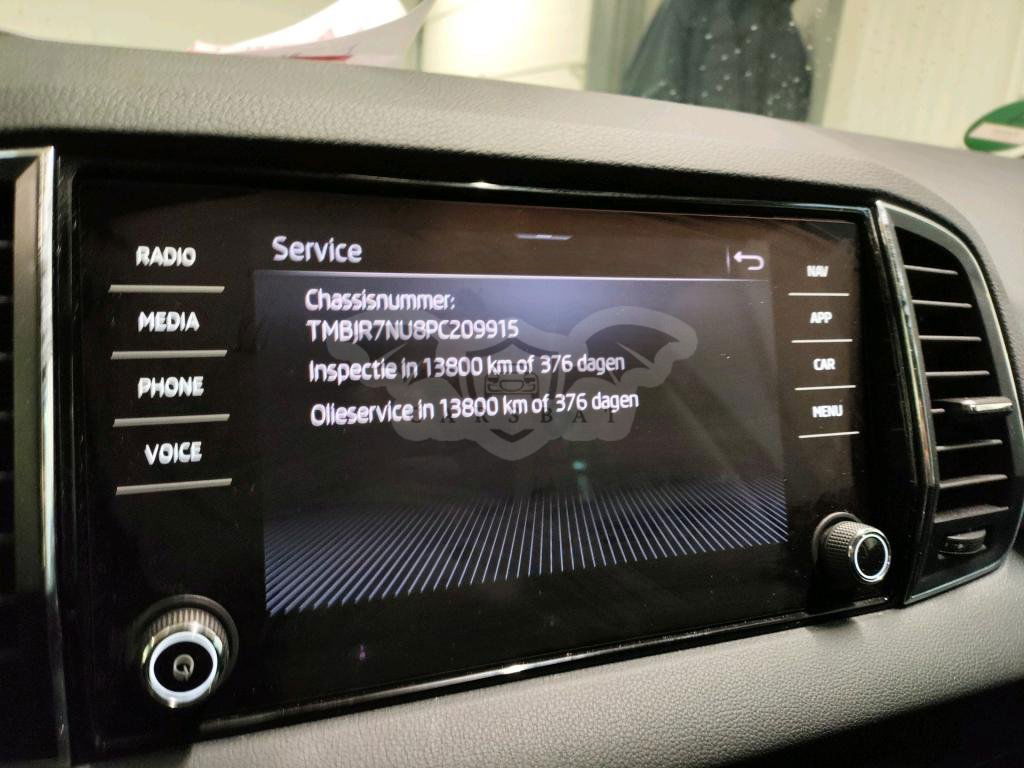 Service
RADIO
MEDIA
PHONE
VOICE
Chassisnummer:
TMBJR7NU8PC209915
Inspectie in 13800 km of 376 dagen
Olieservice in 13800 km of 376 dagen
CARSBAT
NAV
APP
CAR
MENU